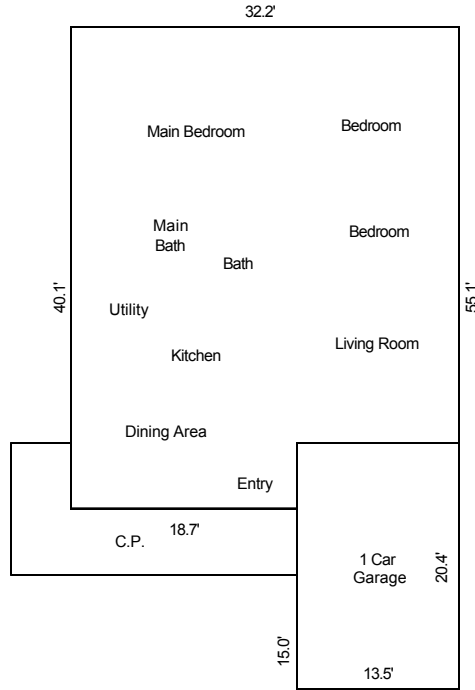 32.2'
Main Bedroom
Bedroom
Main
Bath
Bedroom
Bath
40.1'
55.1'
Utility
Living Room
Kitchen
Dining Area
Entry
18.7'
C.P.
1 Car
Garage
20.4'
15.0'
13.5'